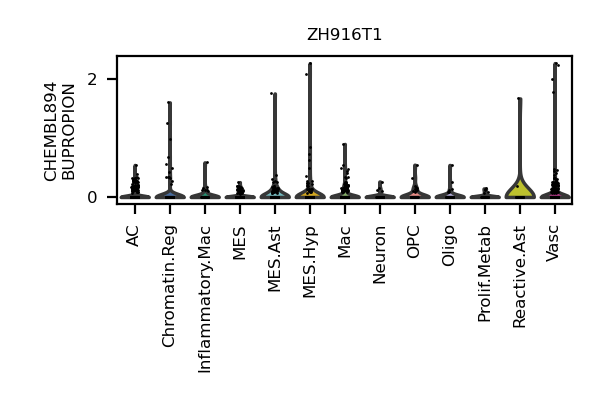 ZH916T1
CHEMBL894
BUPROPION
2
0
AC
Chromatin.Reg
Inflammatory.Mac
MES
MES.Ast
MES.Hyp
Mac
Neuron
OPC
Oligo
Prolif.Metab
Reactive.Ast
Vasc